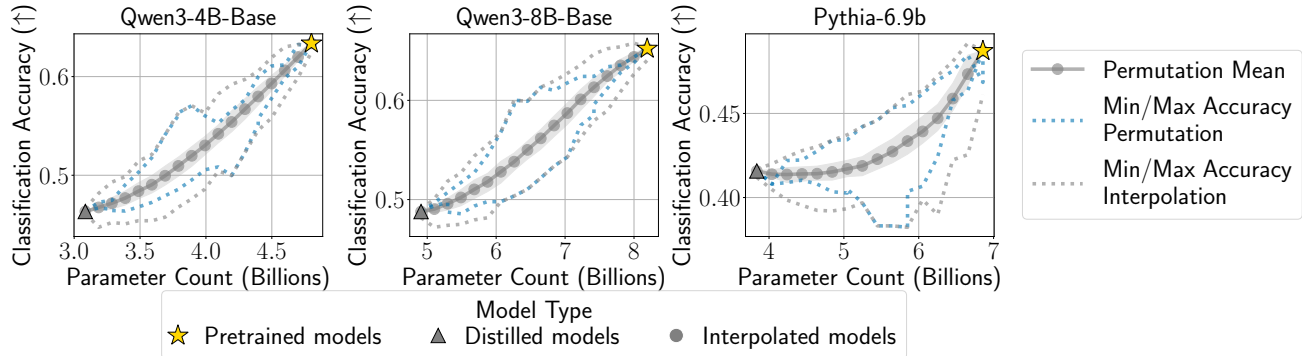 Qwen3-4B-Base
Classification Accuracy (↑)
0.6
0.5
3.0 3.5 4.0 4.5
Parameter Count (Billions)
Qwen3-8B-Base
Classification Accuracy (↑)
0.6
0.5
5 6 7 8
Parameter Count (Billions)
Pythia-6.9b
Classification Accuracy (↑)
0.45
0.40
4 5 6 7
Parameter Count (Billions)
Permutation Mean
Min/Max Accuracy
Permutation
Min/Max Accuracy
Interpolation
Model Type
Pretrained models Distilled models Interpolated models